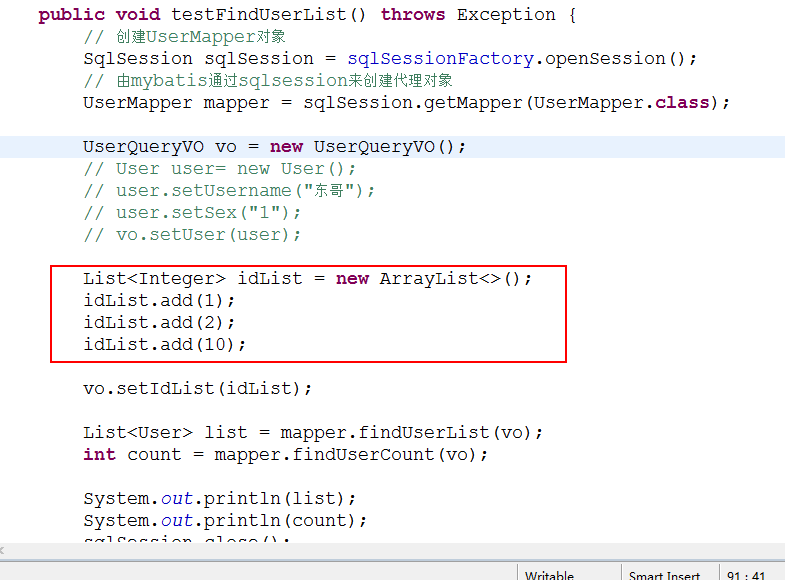 public void testFindUserList() throws Exception {
// 创建UserMapper对象
SqlSession sqlSession = sqlSessionFactory.openSession();
// 由mybatis通过sqlsession来创建代理对象
UserMapper mapper = sqlSession.getMapper(UserMapper.class);
UserQueryVO vo = new UserQueryVO();
// User user= new User();
// user.setUsername("东哥");
// user.setSex("1");
// vo.setUser(user);
List<Integer> idList = new ArrayList<>();
idList.add(1);
idList.add(2);
idList.add(10);
vo.setIdList(idList);
List<User> list = mapper.findUserList(vo);
int count = mapper.findUserCount(vo);
System.out.println(list);
System.out.println(count);
sqlSession.close();
Writable Smart Insert 91 : 41